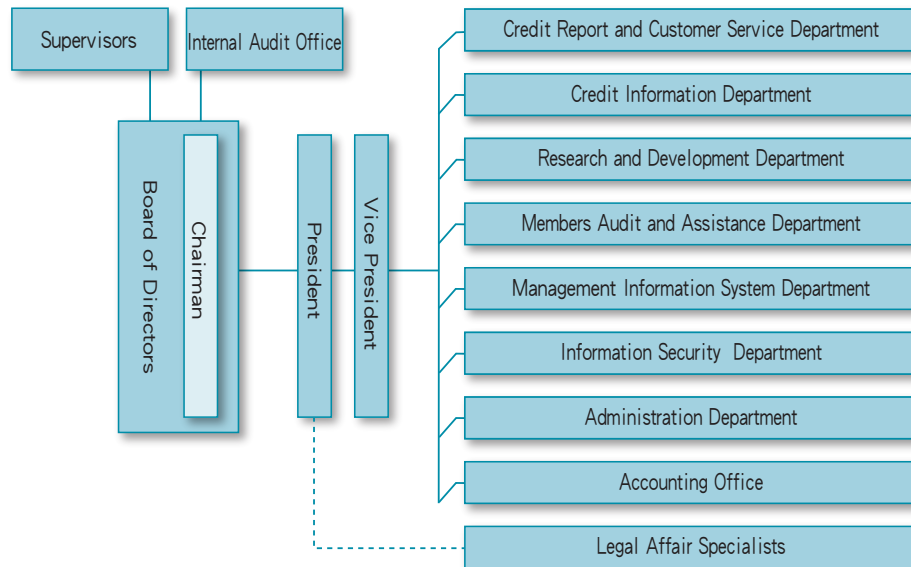 Supervisors
Internal Audit Office
Board of Directors
Chairman
President
Vice President
Credit Report and Customer Service Department
Credit Information Department
Research and Development Department
Members Audit and Assistance Department
Management Information System Department
Information Security Department
Administration Department
Accounting Office
Legal Affair Specialists